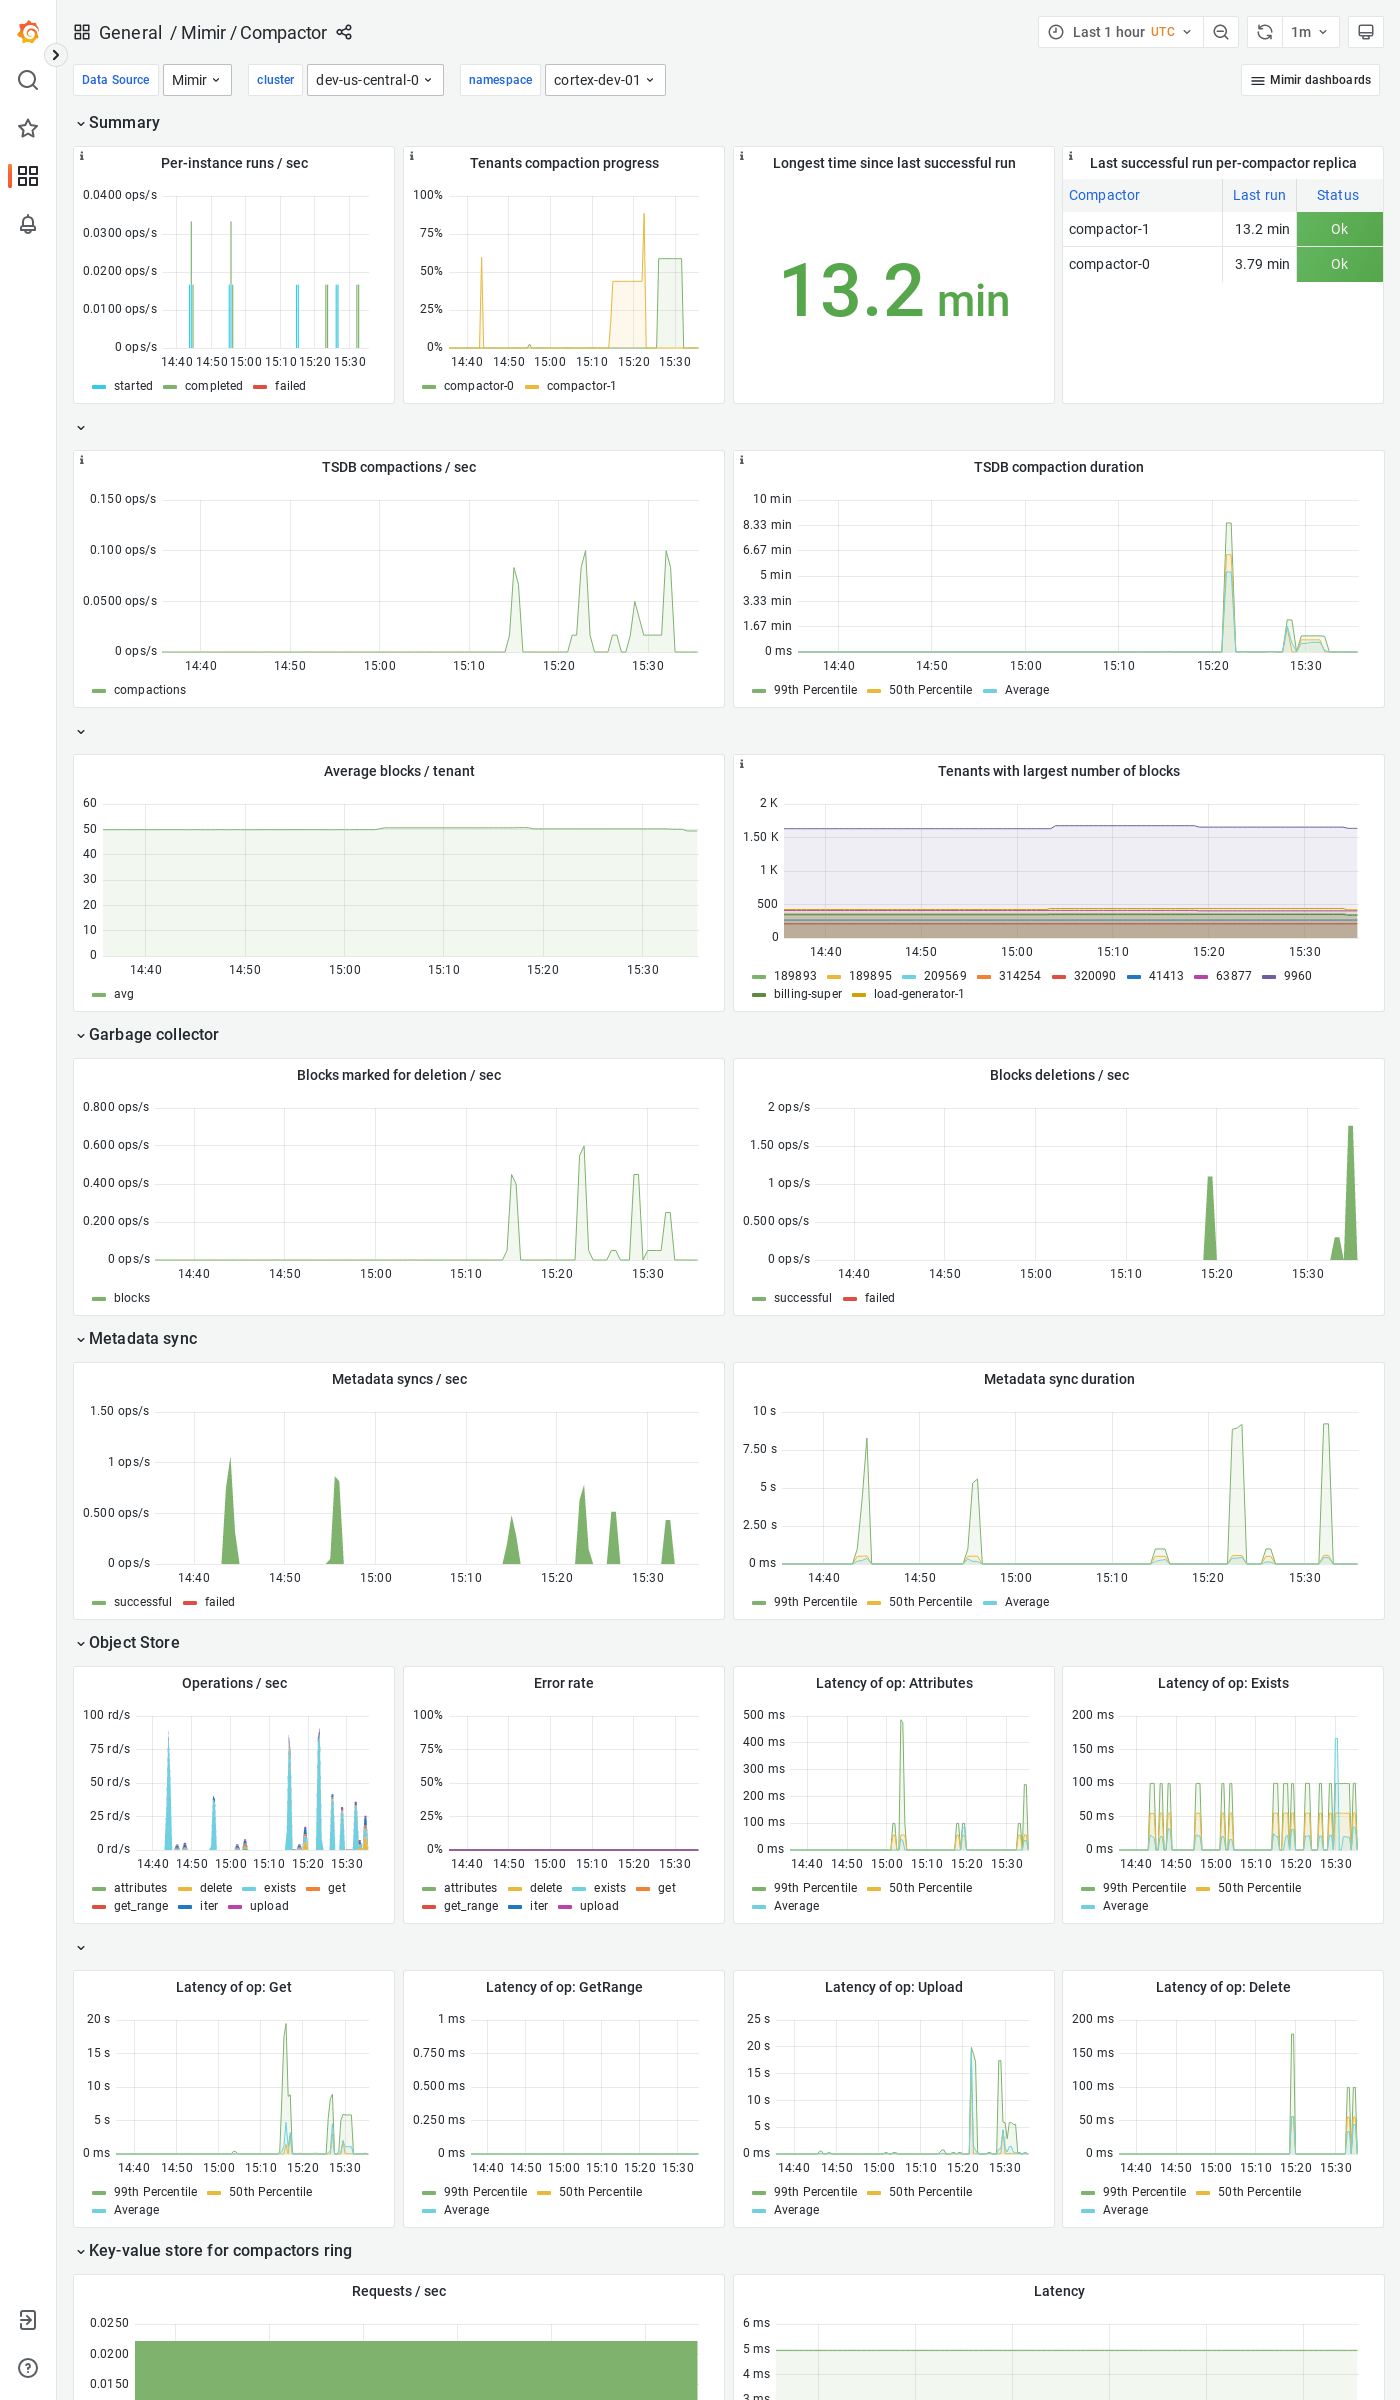 General / Mimir / Compactor
Last 1 hour UTC
1m
Data Source Mimir cluster dev-us-central-0 namespace cortex-dev-01
Mimir dashboards
Summary
Per-instance runs / sec
0.0400 ops/s
0.0300 ops/s
0.0200 ops/s
0.0100 ops/s
0 ops/s
14:40 14:50 15:00 15:10 15:20 15:30
started completed failed
Tenants compaction progress
100%
75%
50%
25%
0%
14:40 14:50 15:00 15:10 15:20 15:30
compactor-0 compactor-1
Longest time since last successful run
13.2 min
Last successful run per-compactor replica
Compactor Last run Status
compactor-1 13.2 min Ok
compactor-0 3.79 min Ok
TSDB compactions / sec
0.150 ops/s
0.100 ops/s
0.0500 ops/s
0 ops/s
14:40 14:50 15:00 15:10 15:20 15:30
compactions
TSDB compaction duration
10 min
8.33 min
6.67 min
5 min
3.33 min
1.67 min
0 ms
14:40 14:50 15:00 15:10 15:20 15:30
99th Percentile 50th Percentile Average
Average blocks / tenant
60
50
40
30
20
10
0
14:40 14:50 15:00 15:10 15:20 15:30
avg
Tenants with largest number of blocks
2 K
1.50 K
1 K
500
0
14:40 14:50 15:00 15:10 15:20 15:30
189893 189895 209569 314254 320090 41413 63877 9960
billing-super load-generator-1
Garbage collector
Blocks marked for deletion / sec
0.800 ops/s
0.600 ops/s
0.400 ops/s
0.200 ops/s
0 ops/s
14:40 14:50 15:00 15:10 15:20 15:30
blocks
Blocks deletions / sec
2 ops/s
1.50 ops/s
1 ops/s
0.500 ops/s
0 ops/s
14:40 14:50 15:00 15:10 15:20 15:30
successful failed
Metadata sync
Metadata syncs / sec
1.50 ops/s
1 ops/s
0.500 ops/s
0 ops/s
14:40 14:50 15:00 15:10 15:20 15:30
successful failed
Metadata sync duration
10 s
7.50 s
5 s
2.50 s
0 ms
14:40 14:50 15:00 15:10 15:20 15:30
99th Percentile 50th Percentile Average
Object Store
Operations / sec
100 rd/s
75 rd/s
50 rd/s
25 rd/s
0 rd/s
14:40 14:50 15:00 15:10 15:20 15:30
attributes delete exists get
get_range iter upload
Error rate
100%
75%
50%
25%
0%
14:40 14:50 15:00 15:10 15:20 15:30
attributes delete exists get
get_range iter upload
Latency of op: Attributes
500 ms
400 ms
300 ms
200 ms
100 ms
0 ms
14:40 14:50 15:00 15:10 15:20 15:30
99th Percentile 50th Percentile
Average
Latency of op: Exists
200 ms
150 ms
100 ms
50 ms
0 ms
14:40 14:50 15:00 15:10 15:20 15:30
99th Percentile 50th Percentile
Average
Latency of op: Get
20 s
15 s
10 s
5 s
0 ms
14:40 14:50 15:00 15:10 15:20 15:30
99th Percentile 50th Percentile
Average
Latency of op: GetRange
1 ms
0.750 ms
0.500 ms
0.250 ms
0 ms
14:40 14:50 15:00 15:10 15:20 15:30
99th Percentile 50th Percentile
Average
Latency of op: Upload
25 s
20 s
15 s
10 s
5 s
0 ms
14:40 14:50 15:00 15:10 15:20 15:30
99th Percentile 50th Percentile
Average
Latency of op: Delete
200 ms
150 ms
100 ms
50 ms
0 ms
14:40 14:50 15:00 15:10 15:20 15:30
99th Percentile 50th Percentile
Average
Key-value store for compactors ring
Requests / sec
0.0250
0.0200
0.0150
Latency
6 ms
5 ms
4 ms
3 ms